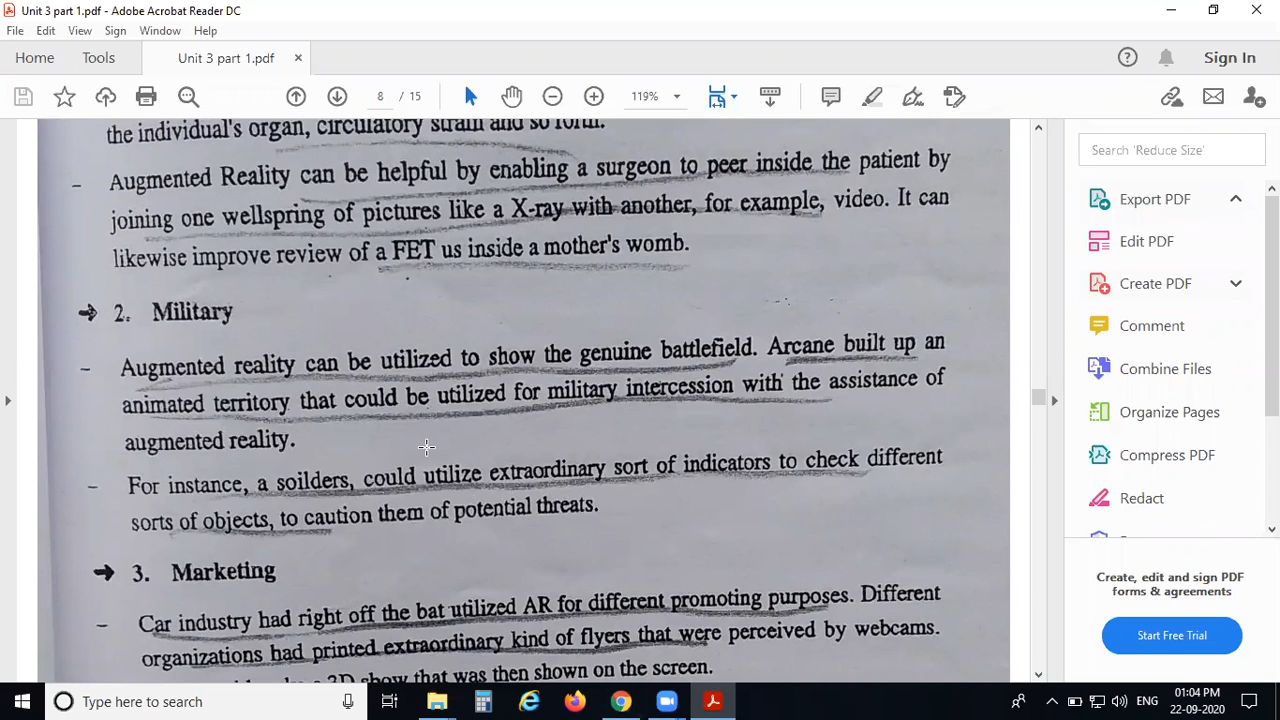 Unit 3 part 1.pdf - Adobe Acrobat Reader DC
File Edit View Sign Window Help
Home Tools Unit 3 part 1.pdf × Sign In
8 / 15 119%
the individual's organ, circulatory strain and so form.
- Augmented Reality can be helpful by enabling a surgeon to peer inside the patient by
joining one wellspring of pictures like a X-ray with another, for example, video. It can
likewise improve review of a FET us inside a mother's womb.
2. Military
- Augmented reality can be utilized to show the genuine battlefield. Arcane built up an
animated territory that could be utilized for military intercession with the assistance of
augmented reality.
- For instance, a soilders, could utilize extraordinary sort of indicators to check different
sorts of objects, to caution them of potential threats.
3. Marketing
- Car industry had right off the bat utilized AR for different promoting purposes. Different
organizations had printed extraordinary kind of flyers that were perceived by webcams.
3D show that was then shown on the screen.
Search 'Reduce Size'
Export PDF
Edit PDF
Create PDF
Comment
Combine Files
Organize Pages
Compress PDF
Redact
Create, edit and sign PDF
forms & agreements
Start Free Trial
Type here to search
ENG
01:04 PM
22-09-2020